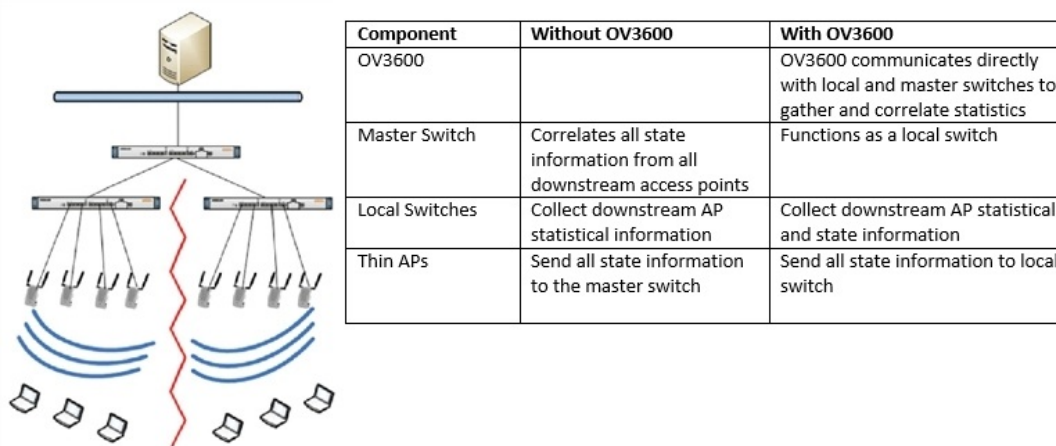 Component Without OV3600 With OV3600
OV3600 OV3600 communicates directly
with local and master switches to
gather and correlate statistics
Master Switch Correlates all state Functions as a local switch
information from all
downstream access points
Local Switches Collect downstream AP Collect downstream AP statistical
statistical information and state information
Thin APs Send all state information Send all state information to local
to the master switch switch